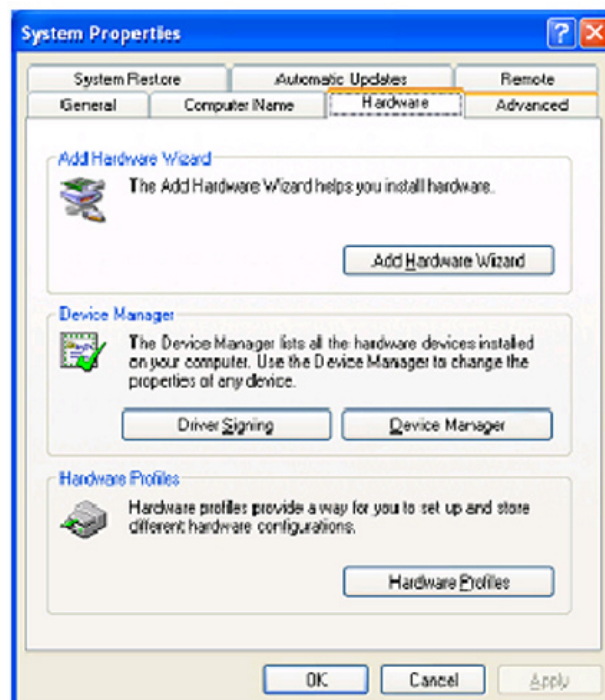 System Properties
System Restore
Automatic Updates
Remote
General
Computer Name
Hardware
Advanced
Add Hardware Wizard
The Add Hardware Wizard helps you install hardware.
Add Hardware Wizard
Device Manager
The Device Manager lists all the hardware devices installed
on your computer. Use the Device Manager to change the
properties of any device.
Driver Signing
Device Manager
Hardware Profiles
Hardware profiles provide a way for you to set up and store
different hardware configurations.
Hardware Profiles
OK
Cancel
Apply